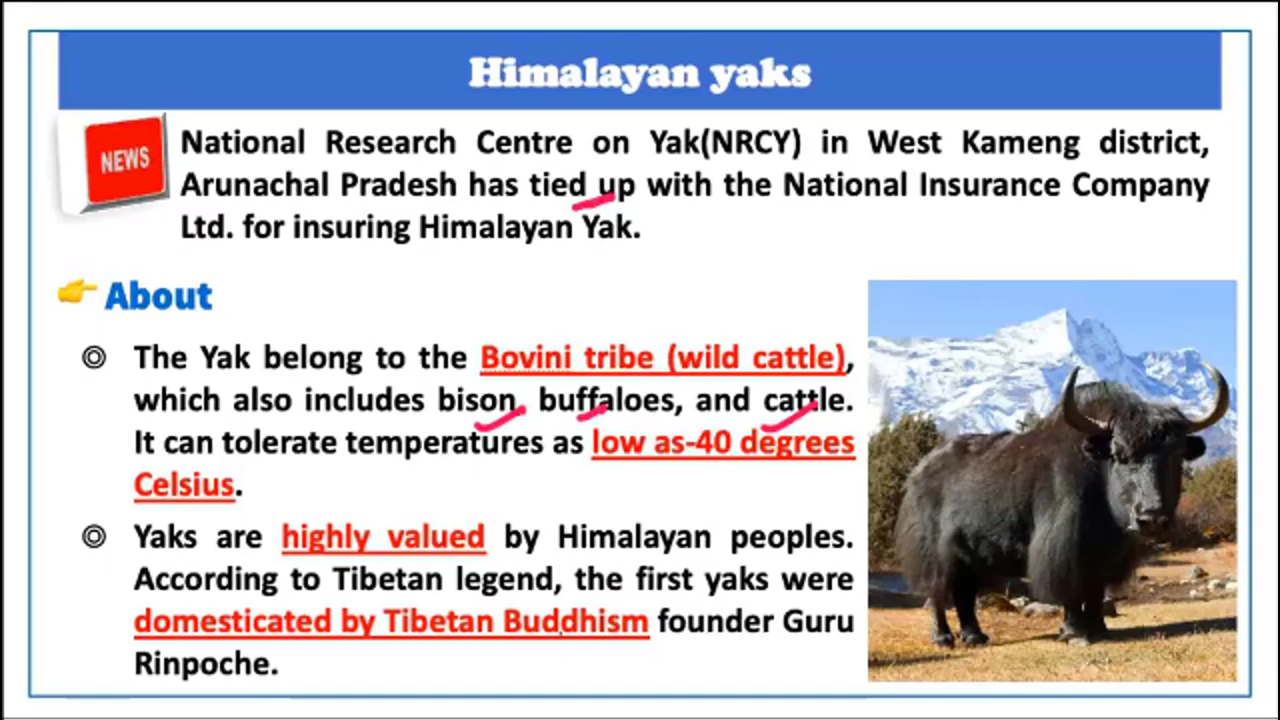 Himalayan yaks
NEWS
National Research Centre on Yak(NRCY) in West Kameng district,
Arunachal Pradesh has tied up with the National Insurance Company
Ltd. for insuring Himalayan Yak.
About
The Yak belong to the Bovini tribe (wild cattle),
which also includes bison, buffaloes, and cattle.
It can tolerate temperatures as low as-40 degrees
Celsius.
Yaks are highly valued by Himalayan peoples.
According to Tibetan legend, the first yaks were
domesticated by Tibetan Buddhism founder Guru
Rinpoche.